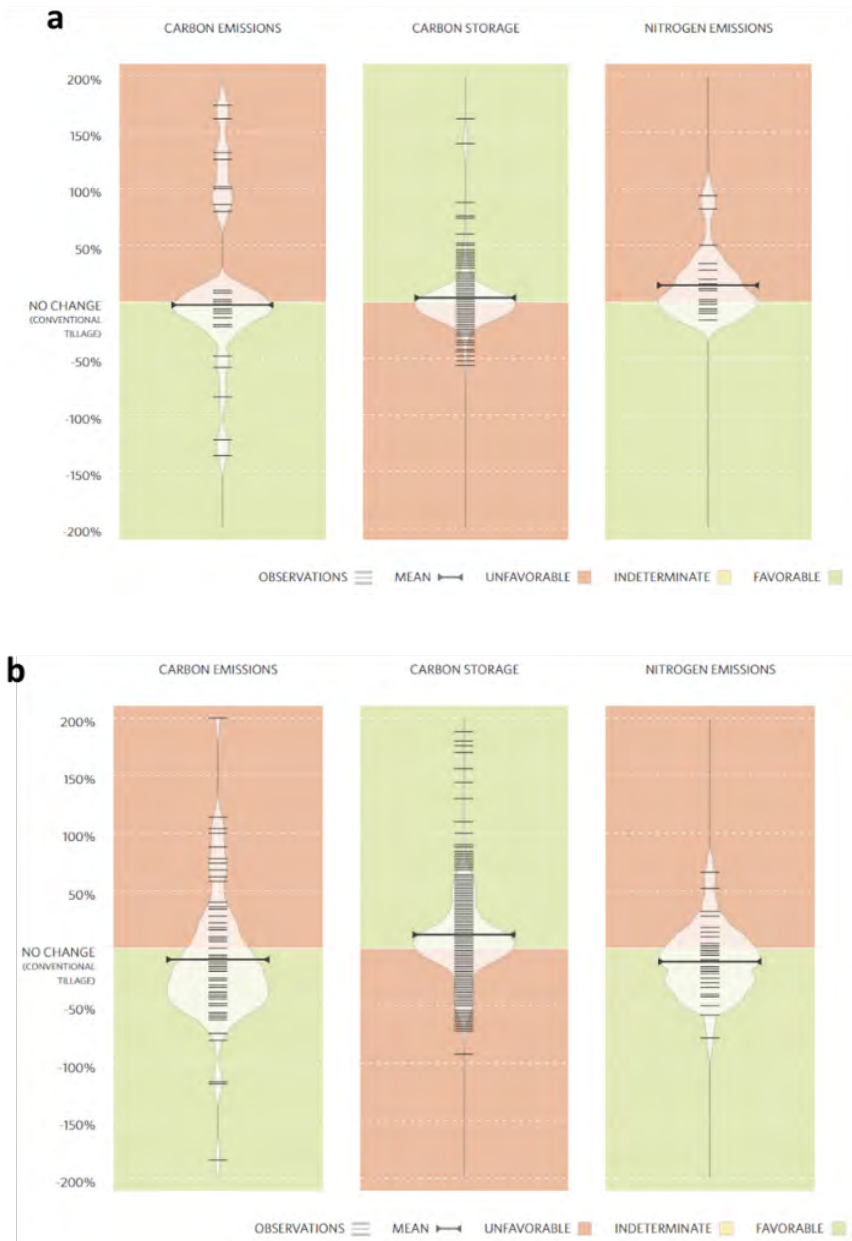 a
CARBON EMISSIONS CARBON STORAGE NITROGEN EMISSIONS
200%
150%
100%
50%
NO CHANGE
(CONVENTIONAL
TILLAGE)
-50%
-100%
-150%
-200%
OBSERVATIONS MEAN UNFAVORABLE INDETERMINATE FAVORABLE
b
CARBON EMISSIONS CARBON STORAGE NITROGEN EMISSIONS
200%
150%
100%
50%
NO CHANGE
(CONVENTIONAL
TILLAGE)
-50%
-100%
-150%
-200%
OBSERVATIONS MEAN UNFAVORABLE INDETERMINATE FAVORABLE